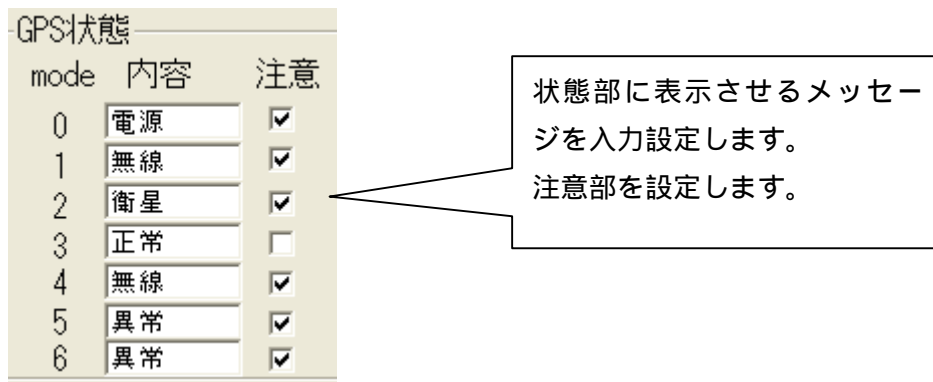 GPS状態
mode 内容 注意
0 電源
1 無線
2 衛星
3 正常
4 無線
5 異常
6 異常
状態部に表示させるメッセー
ジを入力設定します。
注意部を設定します。